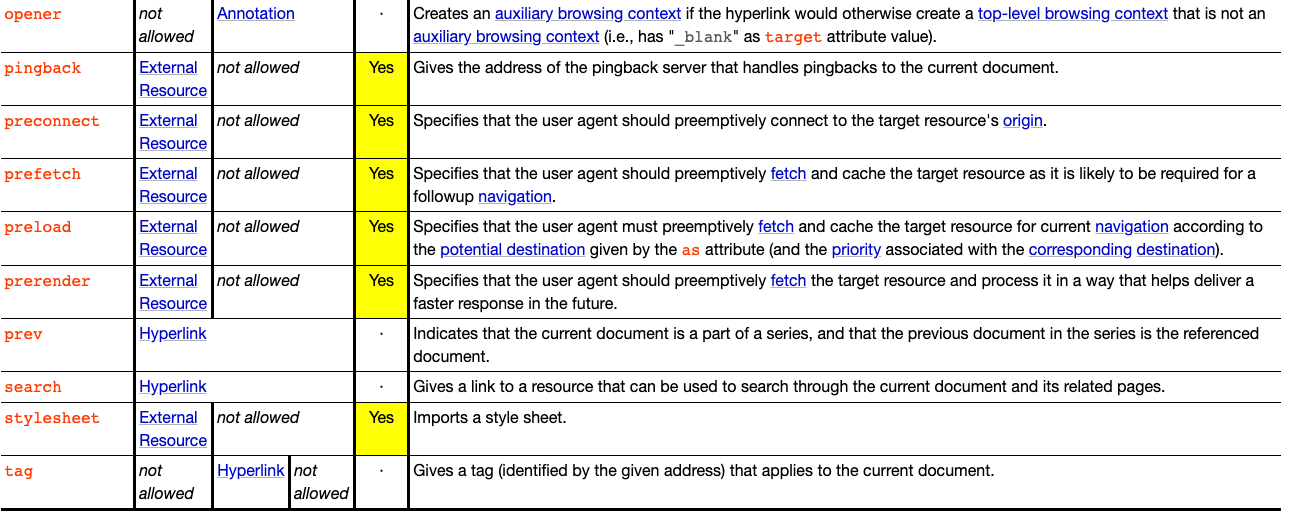 opener not Annotation · Creates an auxiliary browsing context if the hyperlink would otherwise create a top-level browsing context that is not an
allowed auxiliary browsing context (i.e., has "_blank" as target attribute value).
pingback External not allowed Yes Gives the address of the pingback server that handles pingbacks to the current document.
Resource
preconnect External not allowed Yes Specifies that the user agent should preemptively connect to the target resource's origin.
Resource
prefetch External not allowed Yes Specifies that the user agent should preemptively fetch and cache the target resource as it is likely to be required for a
Resource followup navigation.
preload External not allowed Yes Specifies that the user agent must preemptively fetch and cache the target resource for current navigation according to
Resource the potential destination given by the as attribute (and the priority associated with the corresponding destination).
prerender External not allowed Yes Specifies that the user agent should preemptively fetch the target resource and process it in a way that helps deliver a
Resource faster response in the future.
prev Hyperlink · Indicates that the current document is a part of a series, and that the previous document in the series is the referenced
document.
search Hyperlink · Gives a link to a resource that can be used to search through the current document and its related pages.
stylesheet External not allowed Yes Imports a style sheet.
Resource
tag not Hyperlink not · Gives a tag (identified by the given address) that applies to the current document.
allowed allowed